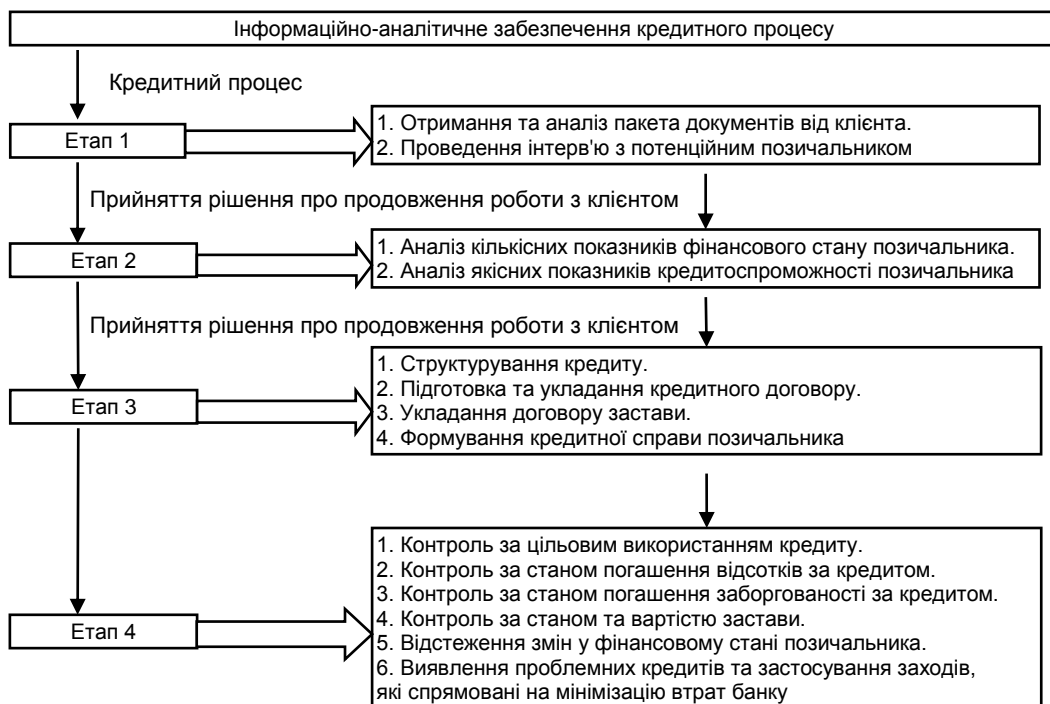 Інформаційно-аналітичне забезпечення кредитного процесу
Кредитний процес
Етап 1
1. Отримання та аналіз пакета документів від клієнта.
2. Проведення інтерв'ю з потенційним позичальником
Прийняття рішення про продовження роботи з клієнтом
Етап 2
1. Аналіз кількісних показників фінансового стану позичальника.
2. Аналіз якісних показників кредитоспроможності позичальника
Прийняття рішення про продовження роботи з клієнтом
Етап 3
1. Структурування кредиту.
2. Підготовка та укладання кредитного договору.
3. Укладання договору застави.
4. Формування кредитної справи позичальника
Етап 4
1. Контроль за цільовим використанням кредиту.
2. Контроль за станом погашення відсотків за кредитом.
3. Контроль за станом погашення заборгованості за кредитом.
4. Контроль за станом та вартістю застави.
5. Відстеження змін у фінансовому стані позичальника.
6. Виявлення проблемних кредитів та застосування заходів,
які спрямовані на мінімізацію втрат банку